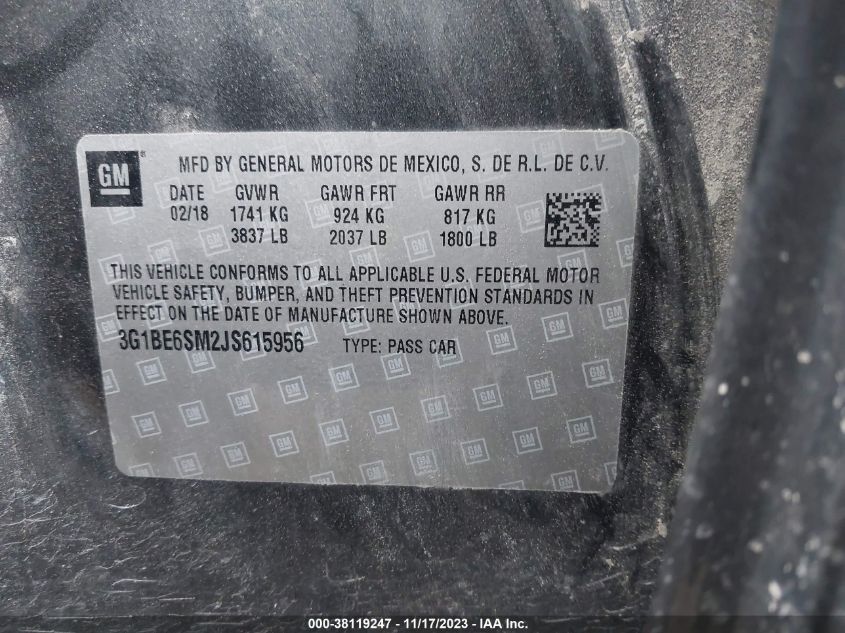 GM
MFD BY GENERAL MOTORS DE MEXICO, S. DE R.L. DE C.V.
DATE GVWR GAWR FRT GAWR RR
02/18 1741 KG 924 KG 817 KG
3837 LB 2037 LB 1800 LB
THIS VEHICLE CONFORMS TO ALL APPLICABLE U.S. FEDERAL MOTOR
VEHICLE SAFETY, BUMPER, AND THEFT PREVENTION STANDARDS IN
EFFECT ON THE DATE OF MANUFACTURE SHOWN ABOVE.
3G1BE6SM2JS615956 TYPE: PASS CAR
000-38119247 - 11/17/2023 - IAA Inc.